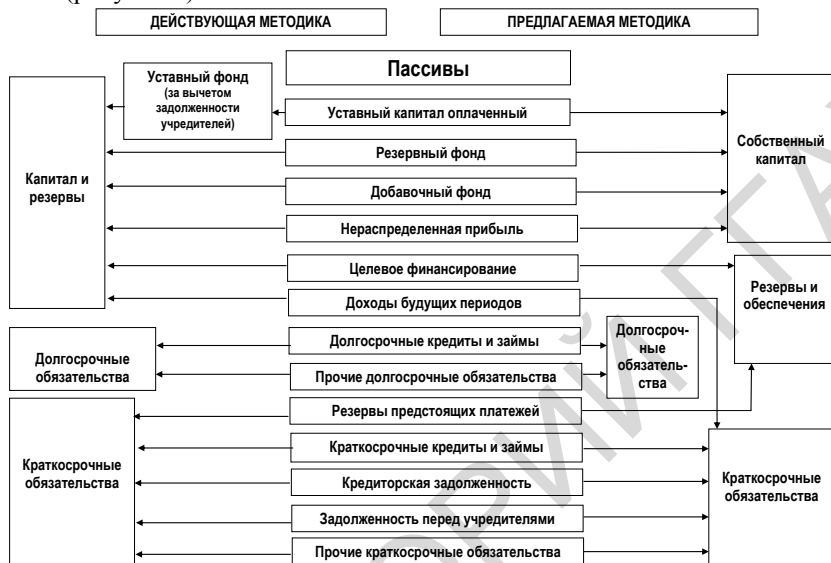 ДЕЙСТВУЮЩАЯ МЕТОДИКА
ПРЕДЛАГАЕМАЯ МЕТОДИКА
Пассивы
Уставный фонд
(за вычетом
задолженности
учредителей)
Уставный капитал оплаченный
Собственный
капитал
Резервный фонд
Капитал и
резервы
Добавочный фонд
Нераспределенная прибыль
Целевое финансирование
Резервы и
обеспечения
Доходы будущих периодов
Долгосрочные
обязательства
Долгосрочные кредиты и займы
Долгосроч-
ные
обязатель-
ства
Прочие долгосрочные обязательства
Резервы предстоящих платежей
Краткосрочные
обязательства
Краткосрочные кредиты и займы
Кредиторская задолженность
Краткосрочные
обязательства
Задолженность перед учредителями
Прочие краткосрочные обязательства